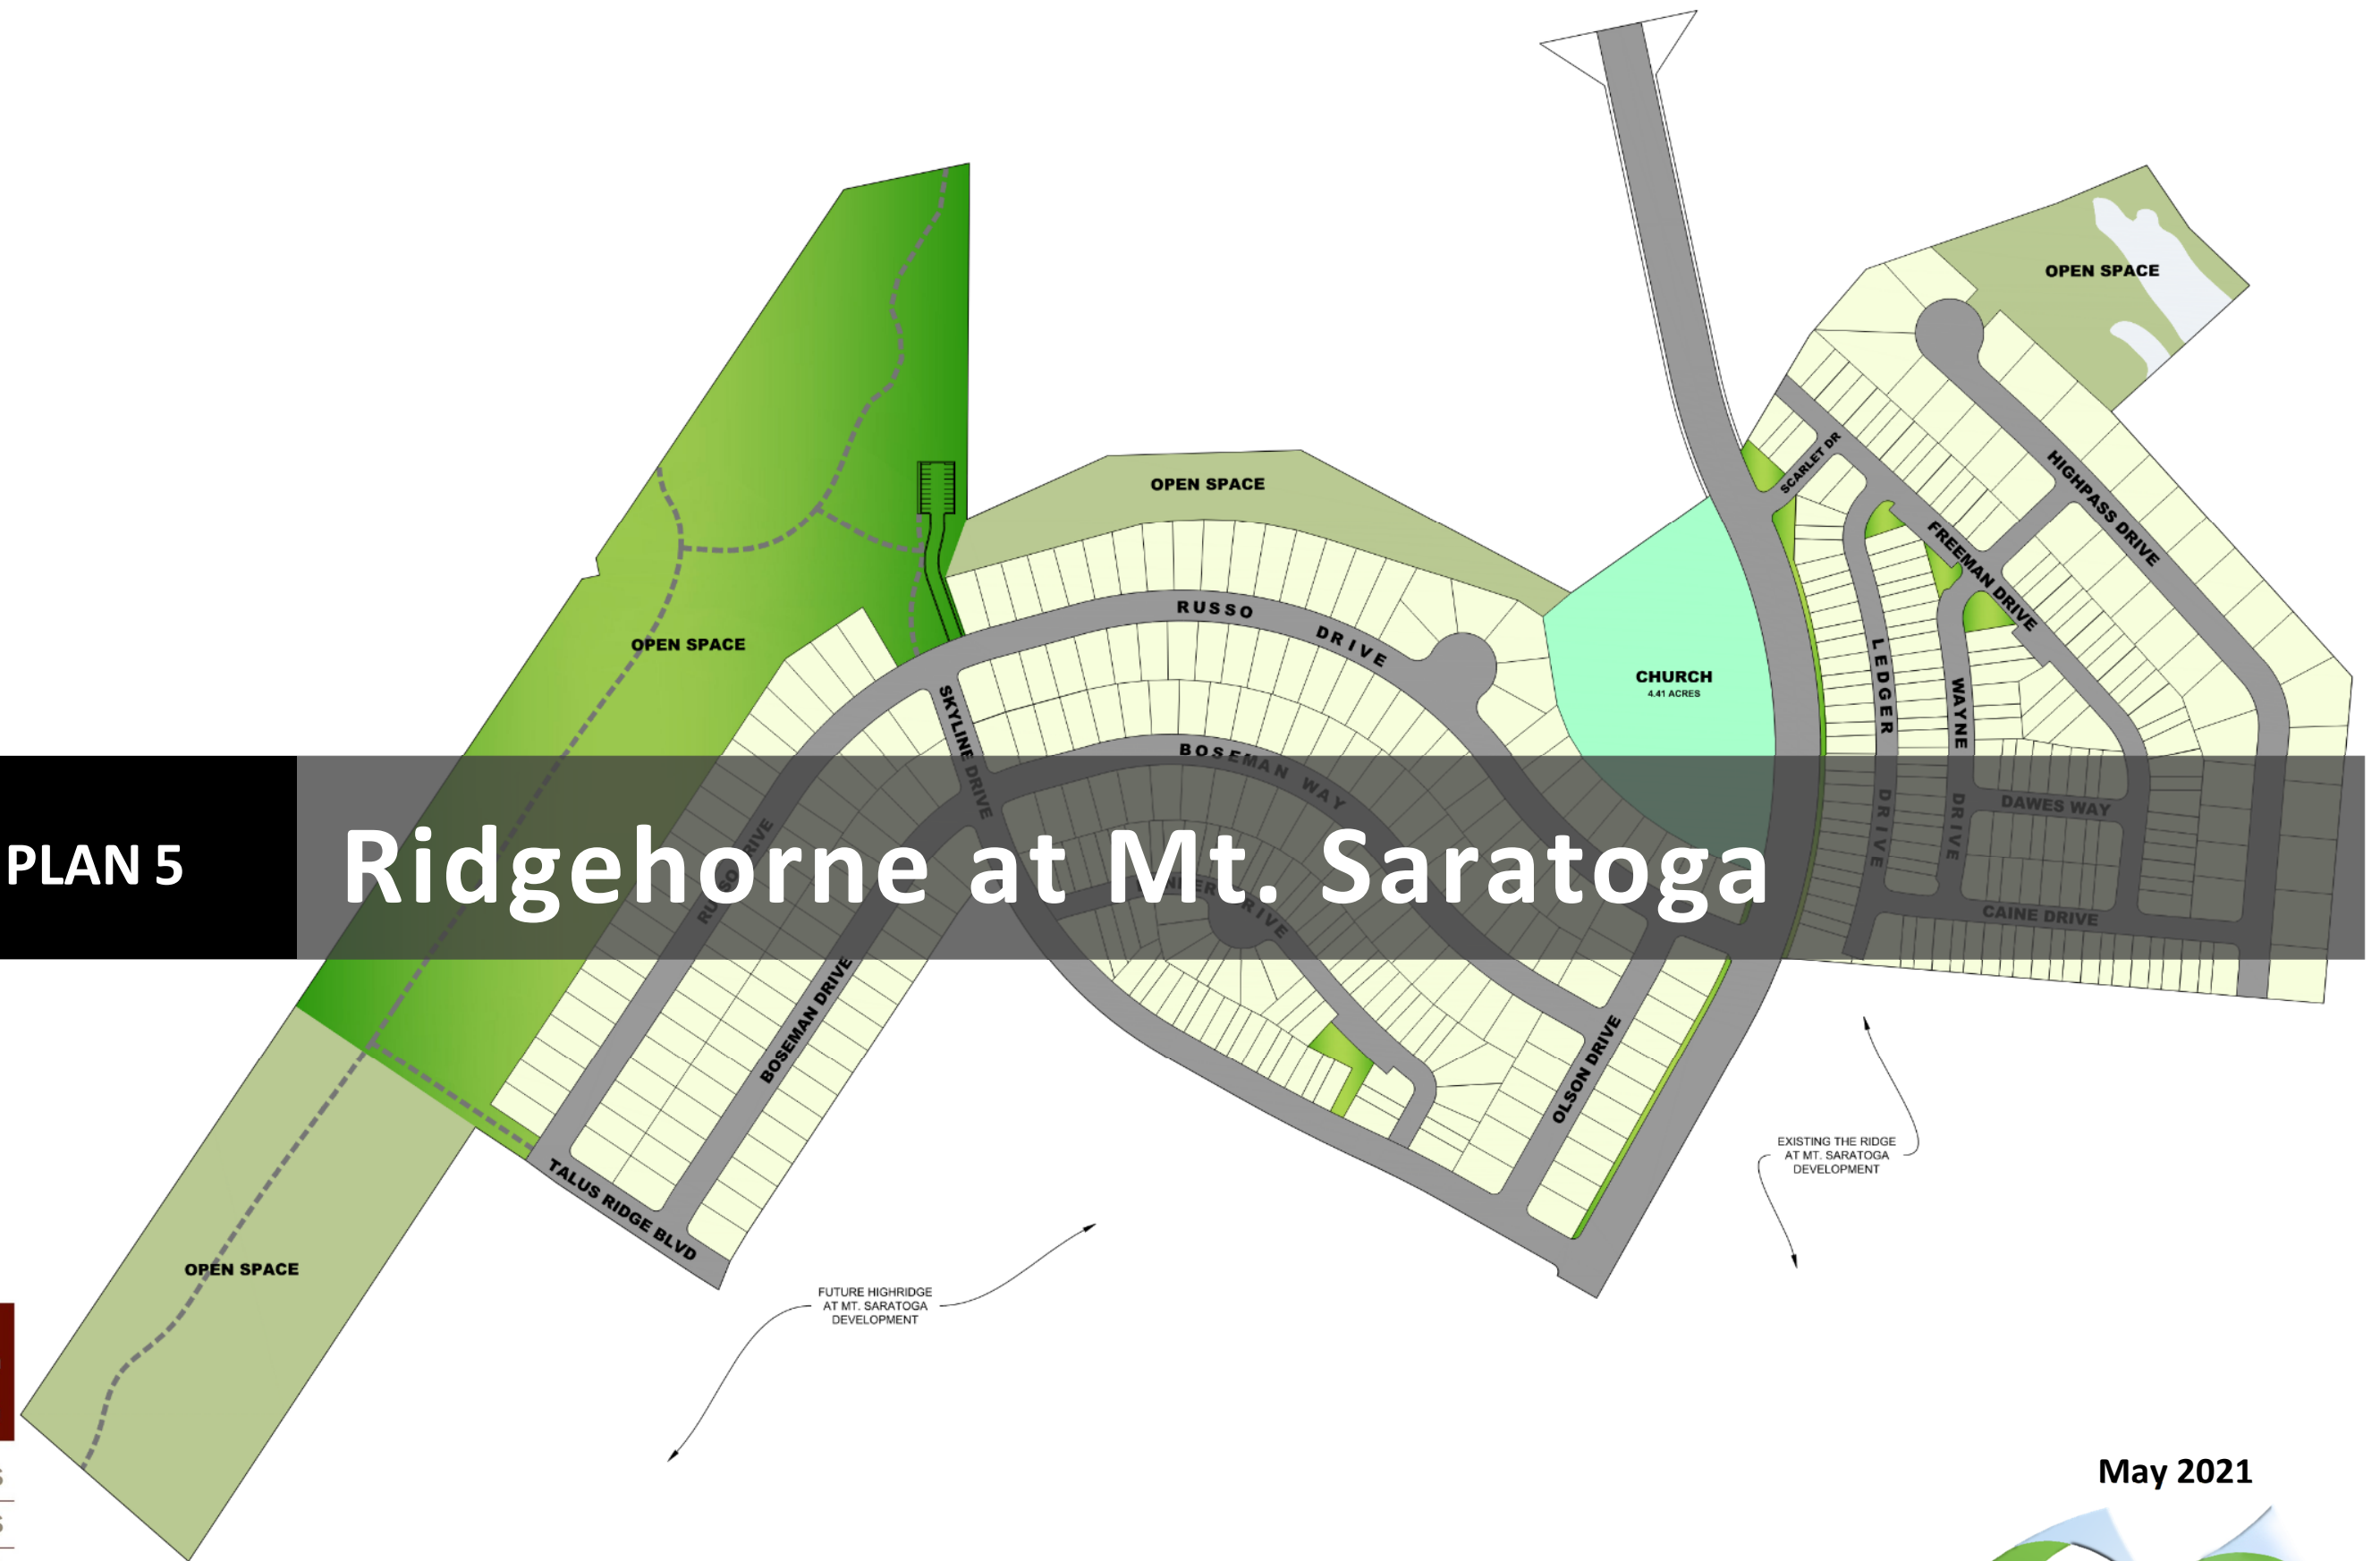 OPEN SPACE
OPEN SPACE
SCARLET DR
HIGHPASS DRIVE
FREEMAN DRIVE
RUSSO DRIVE
OPEN SPACE
CHURCH
4.41 ACRES
LEDGER DRIVE
WAYNE DRIVE
SKYLINE DRIVE
BOSEMAN WAY
DAWES WAY
PLAN 5
Ridgehorne at Mt. Saratoga
RUSSO DRIVE
DRIVE
CAINE DRIVE
BOSEMAN DRIVE
OLSON DRIVE
TALUS RIDGE BLVD
EXISTING THE RIDGE
AT MT. SARATOGA
DEVELOPMENT
OPEN SPACE
FUTURE HIGHRIDGE
AT MT. SARATOGA
DEVELOPMENT
May 2021